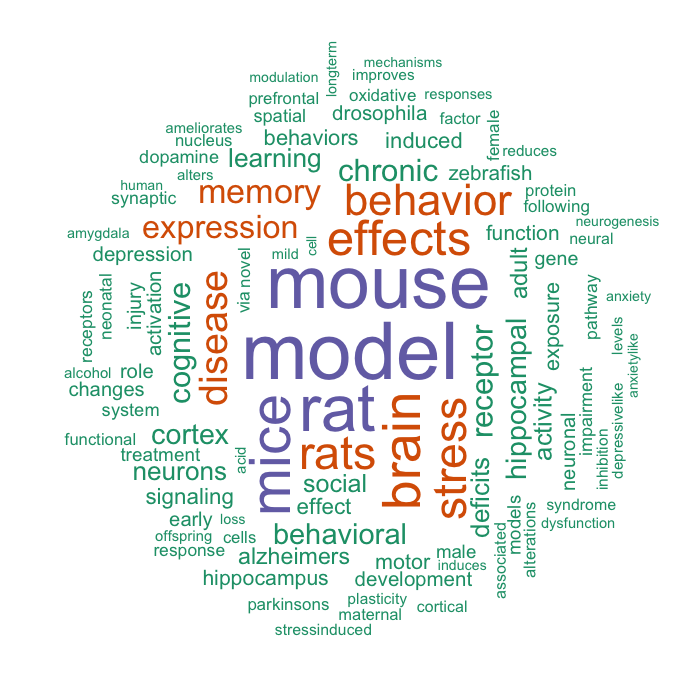 longterm
mechanisms
modulation
improves
prefrontal
oxidative
responses
spatial
drosophila
factor
female
ameliorates
nucleus
behaviors
induced
reduces
dopamine
learning
chronic
zebrafish
alters
human
synaptic
memory
behavior
protein
following
neurogenesis
amygdala
expression
effects
function
neural
cell
depression
mild
adult
gene
via
novel
mouse
receptors
neonatal
injury
activation
cognitive
disease
exposure
pathway
anxiety
levels
anxietylike
model
receptor
hippocampal
activity
alcohol
role
changes
system
mice
rat
brain
stress
neuronal
impairment
inhibition
depressivelike
functional
cortex
treatment
acid
rats
neurons
social
deficits
signaling
effect
models
syndrome
early
loss
dysfunction
offspring
cells
behavioral
associated
alterations
response
alzheimers
motor
male
induces
hippocampus
development
parkinsons
plasticity
cortical
maternal
stressinduced